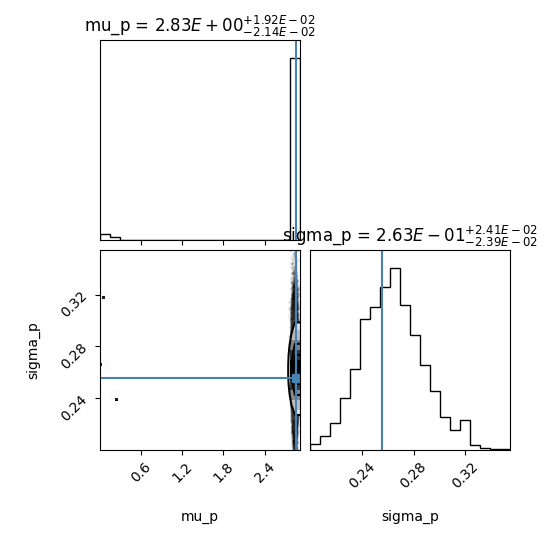 mu_p = 2.83E + 00 +1.92E − 02 −2.14E − 02
sigma_p = 2.63E − 01 +2.41E − 02 −2.39E − 02
sigma_p
0.32
0.28
0.24
0.6 1.2 1.8 2.4
0.24 0.28 0.32
mu_p
sigma_p